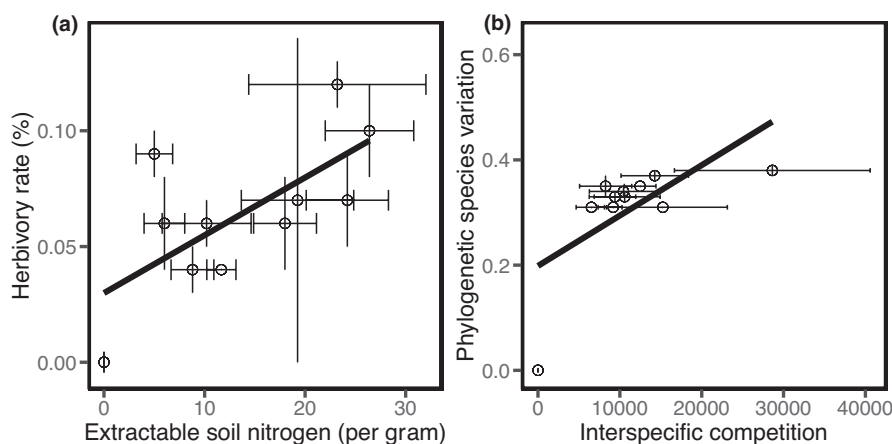 (a)
Herbivory rate (%)
0.10
0.05
0.00
0 10 20 30
Extractable soil nitrogen (per gram)
(b)
Phylogenetic species variation
0.6
0.4
0.2
0.0
0 10000 20000 30000 40000
Interspecific competition